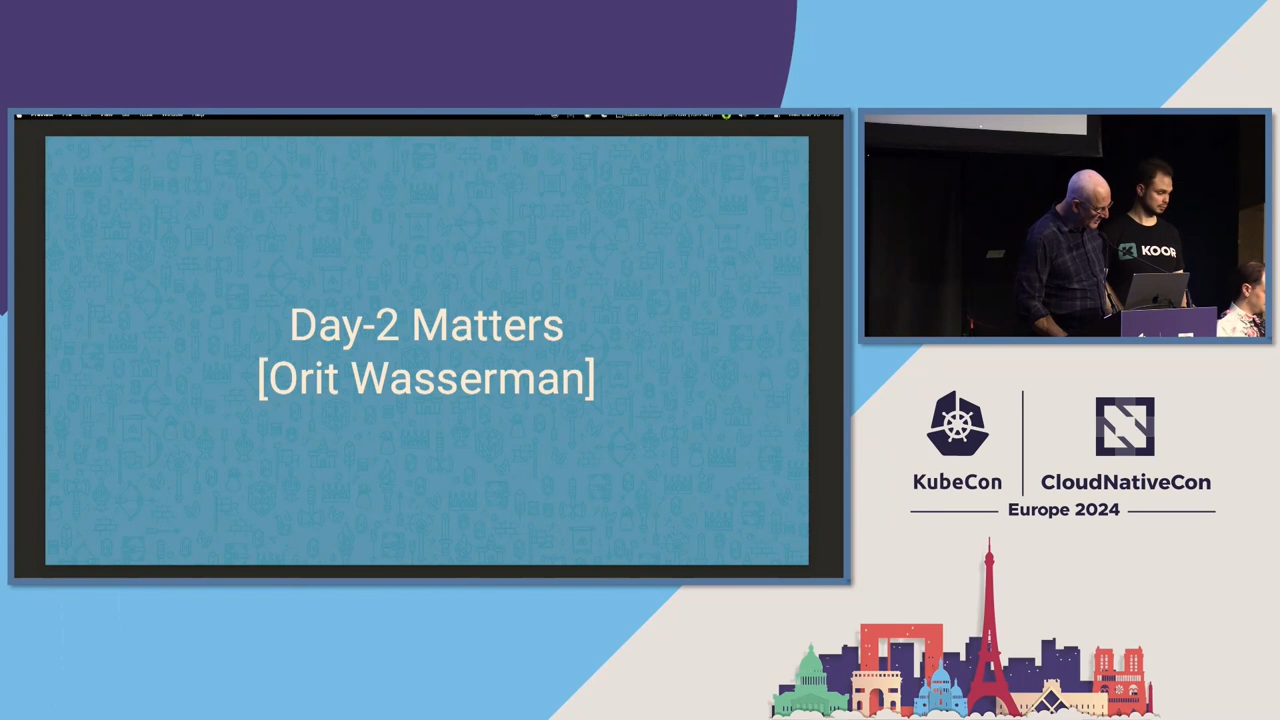 Day-2 Matters
[Orit Wasserman]
KOOR
KubeCon
CloudNativeCon
Europe 2024